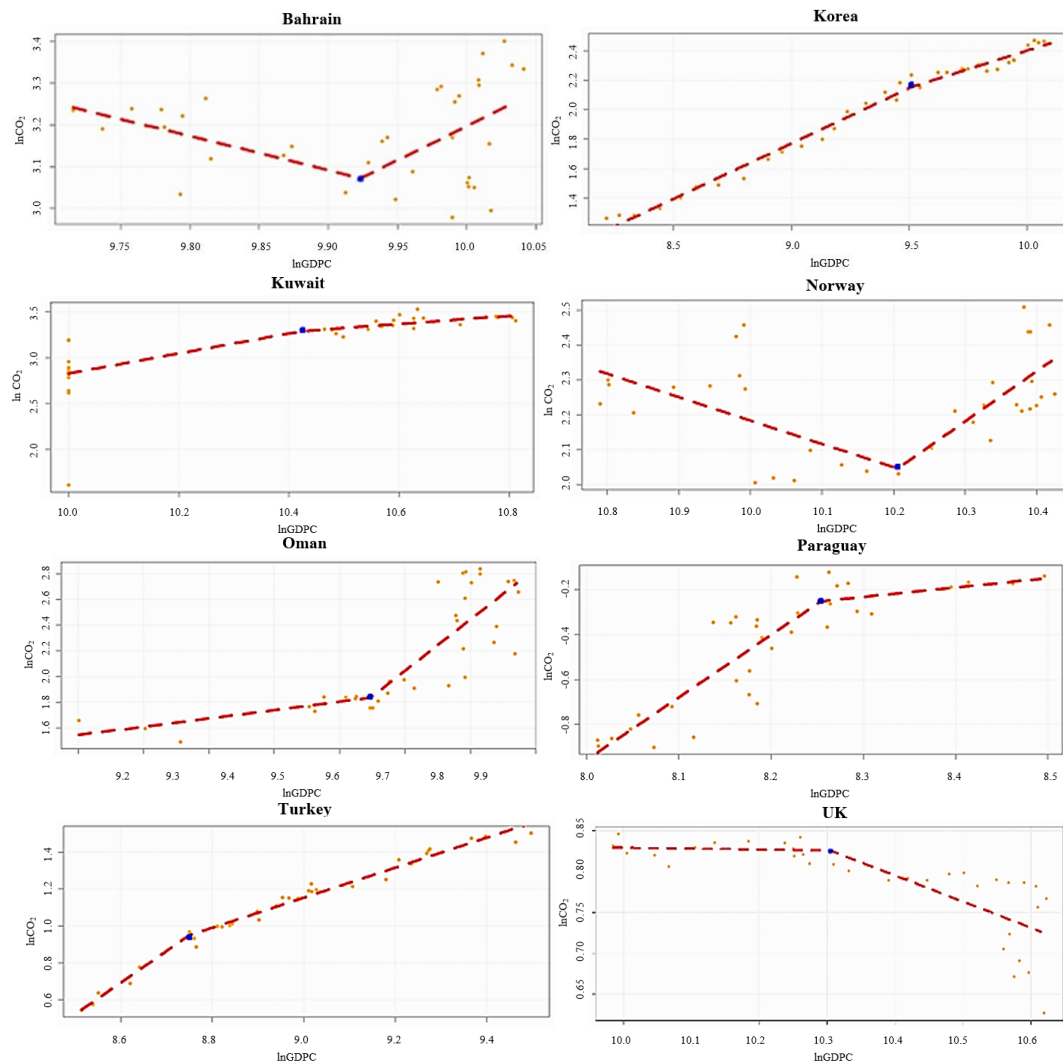 Bahrain
3.4
3.3
3.2
3.1
3.0
lnCO₂
9.75 9.80 9.85 9.90 9.95 10.0 10.05
lnGDPC
Korea
2.4
2.2
2.0
1.8
1.6
1.4
lnCO₂
8.5 9.0 9.5 10.0
lnGDPC
Kuwait
3.5
3.0
2.5
2.0
ln CO₂
10.0 10.2 10.4 10.6 10.8
lnGDPC
Norway
2.5
2.4
2.3
2.2
2.1
2.0
ln CO₂
10.8 10.9 10.0 10.1 10.2 10.3 10.4
lnGDPC
Oman
2.8
2.6
2.4
2.2
2.0
1.8
1.6
lnCO₂
9.2 9.3 9.4 9.5 9.6 9.7 9.8 9.9
lnGDPC
Paraguay
-0.2
-0.4
-0.6
-0.8
lnCO₂
8.0 8.1 8.2 8.3 8.4 8.5
lnGDPC
Turkey
1.4
1.2
1.0
0.8
0.6
lnCO₂
8.6 8.8 9.0 9.2 9.4
lnGDPC
UK
0.85
0.80
0.75
0.70
0.65
lnCO₂
10.0 10.1 10.2 10.3 10.4 10.5 10.6
lnGDPC